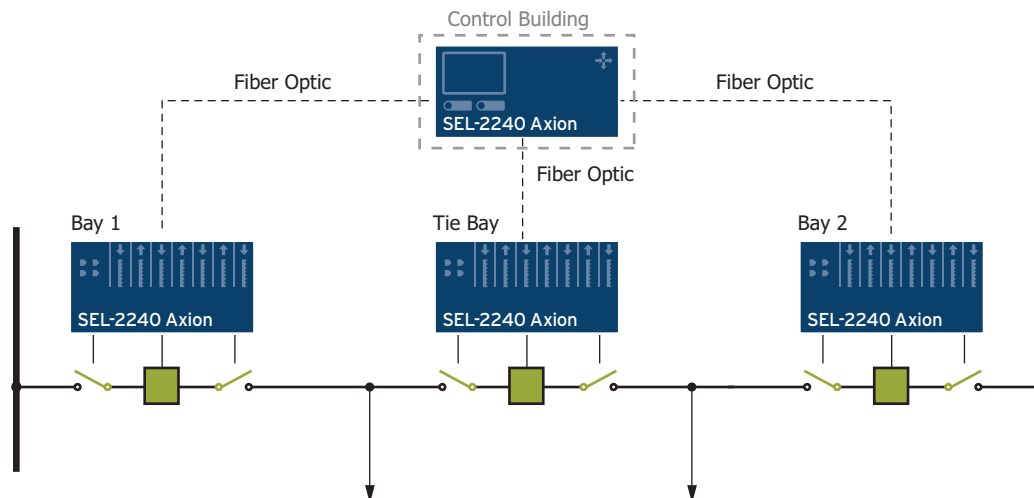 Control Building
Fiber Optic
Fiber Optic
SEL-2240 Axion
Fiber Optic
Bay 1
Tie Bay
Bay 2
SEL-2240 Axion
SEL-2240 Axion
SEL-2240 Axion